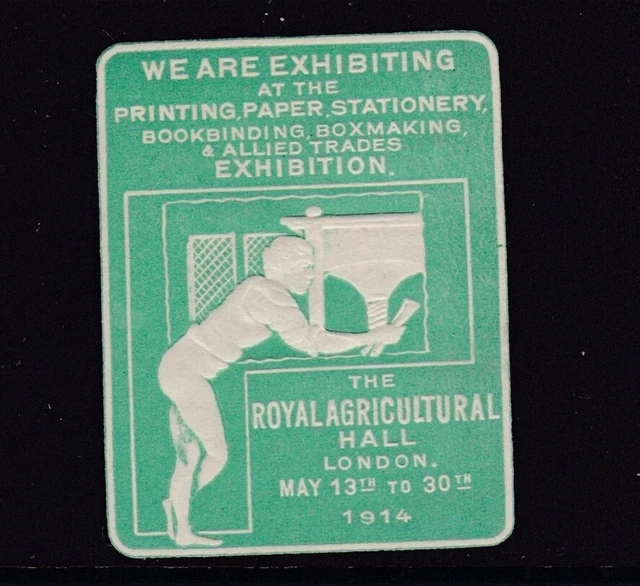 WE ARE EXHIBITING
AT THE
PRINTING, PAPER, STATIONERY,
BOOKBINDING, BOXMAKING,
& ALLIED TRADES
EXHIBITION.
THE
ROYAL AGRICULTURAL
HALL
LONDON.
MAY 13TH TO 30TH
1914